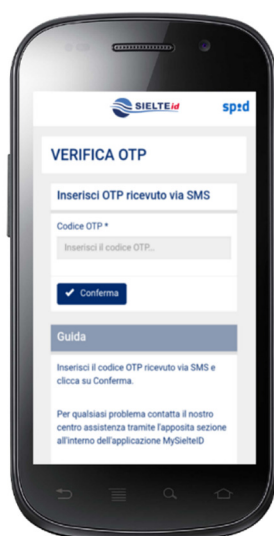 SIELTEid
sp:d
VERIFICA OTP
Inserisci OTP ricevuto via SMS
Codice OTP *
Inserisci il codice OTP...
Conferma
Guida
Inserisci il codice OTP ricevuto via SMS e
clicca su Conferma.
Per qualsiasi problema contatta il nostro
centro assistenza tramite l'apposita sezione
all'interno dell'applicazione MySielteID